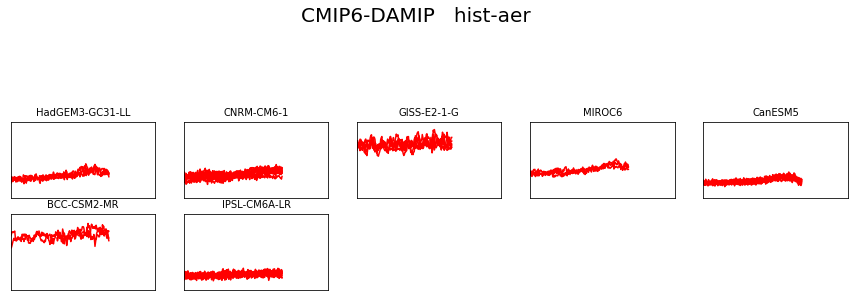 CMIP6-DAMIP hist-aer
HadGEM3-GC31-LL
CNRM-CM6-1
GISS-E2-1-G
MIROC6
CanESM5
BCC-CSM2-MR
IPSL-CM6A-LR